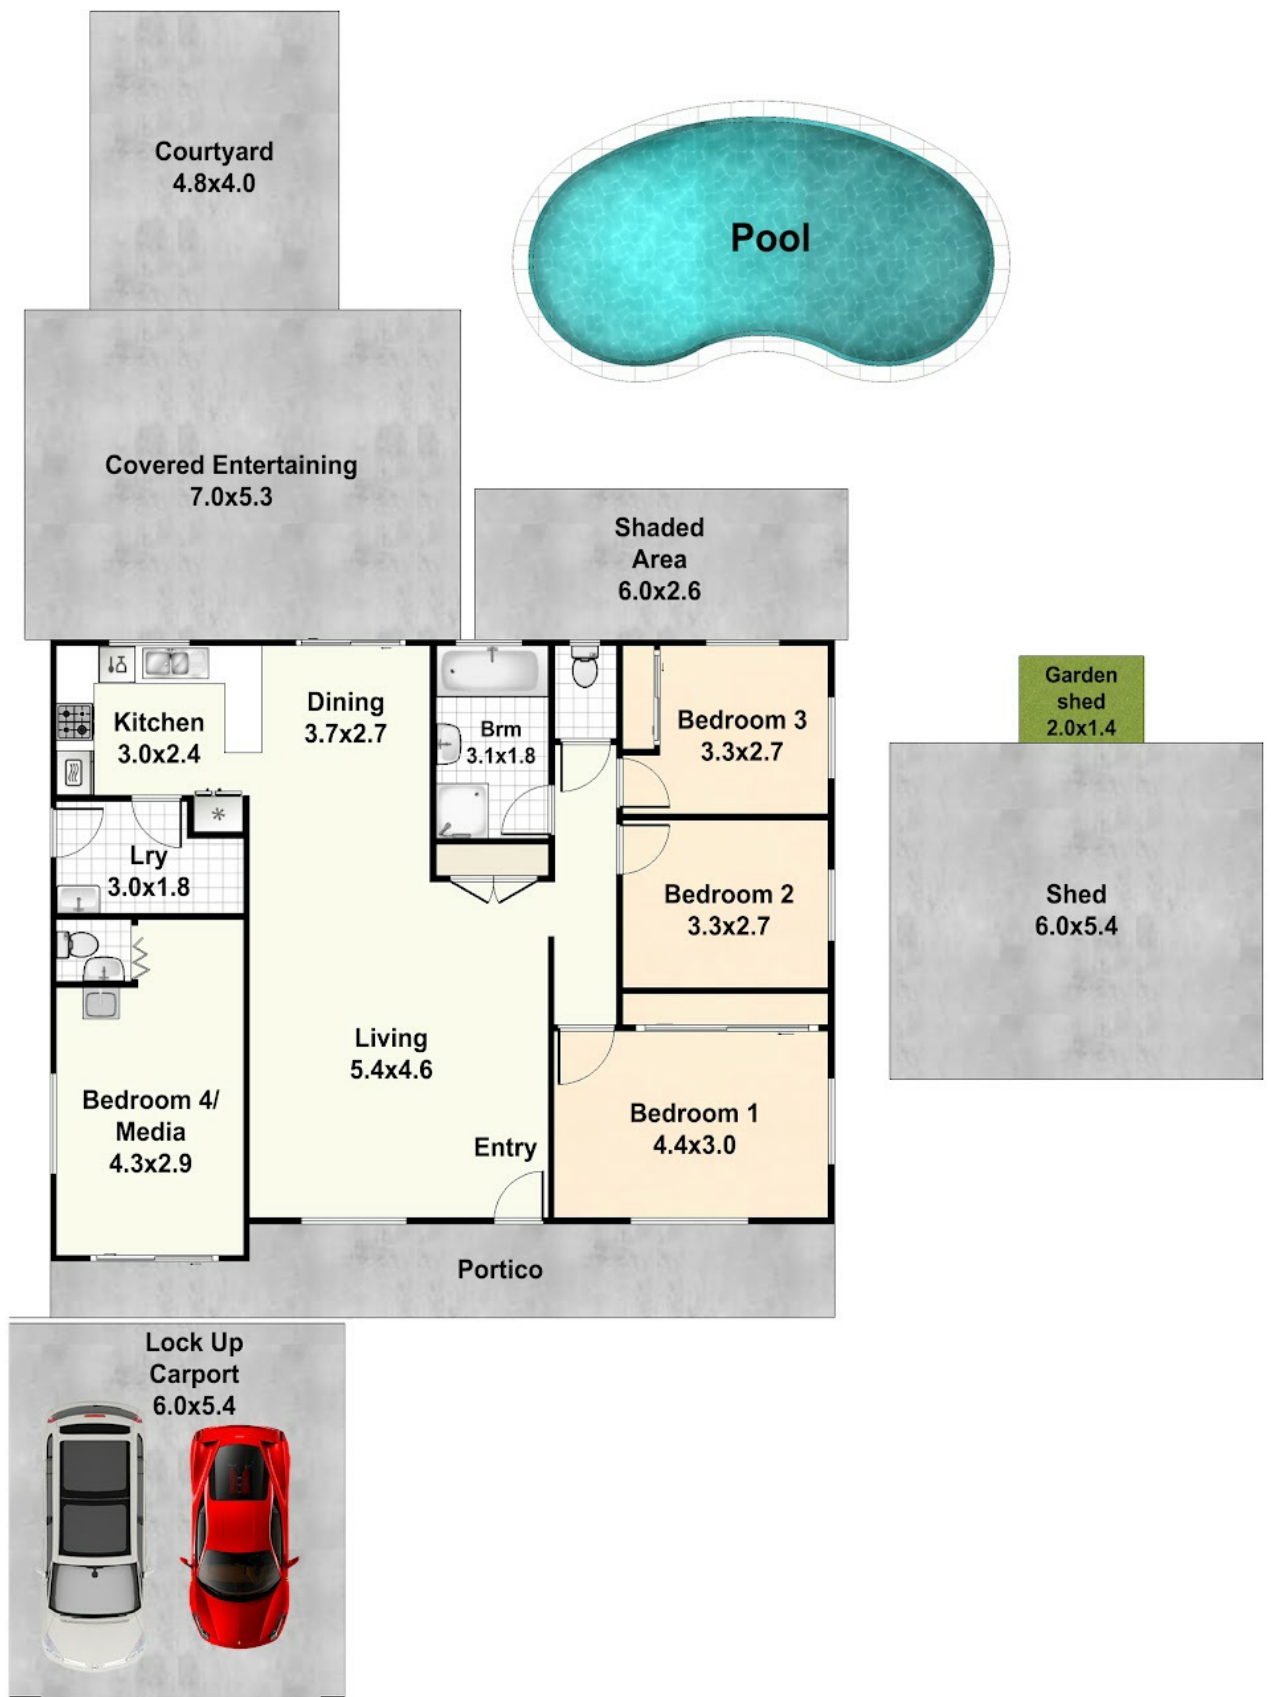 Courtyard
4.8x4.0
Pool
Covered Entertaining
7.0x5.3
Shaded
Area
6.0x2.6
Garden
shed
2.0x1.4
Kitchen
3.0x2.4
Dining
3.7x2.7
Brm
3.1x1.8
Bedroom 3
3.3x2.7
Lry
3.0x1.8
Bedroom 2
3.3x2.7
Shed
6.0x5.4
Living
5.4x4.6
Bedroom 4/
Media
4.3x2.9
Entry
Bedroom 1
4.4x3.0
Portico
Lock Up
Carport
6.0x5.4